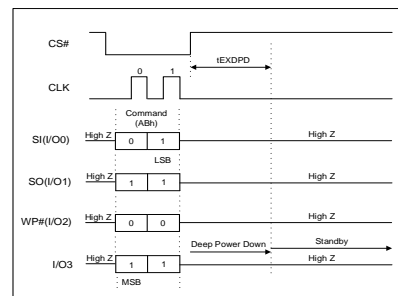 CS#
tEXDPD
0 1
CLK
Command
(ABh)
High Z High Z
SI(I/O0) 0 1
LSB
High Z High Z
SO(I/O1) 1 1
High Z High Z
WP#(I/O2) 0 0
Deep Power Down Standby
High Z High Z
I/O3 1 1
MSB